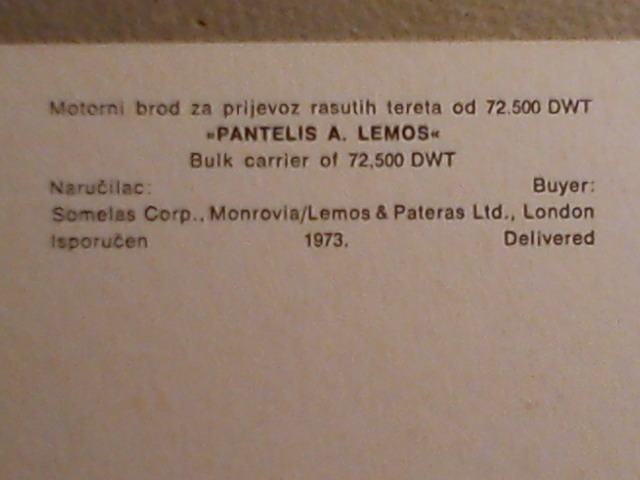 Motorni brod za prijevoz rasutih tereta od 72.500 DWT
»PANTELIS A. LEMOS«
Bulk carrier of 72,500 DWT
Naručilac: Buyer:
Somelas Corp., Monrovia/Lemos & Pateras Ltd., London
Isporučen 1973. Delivered